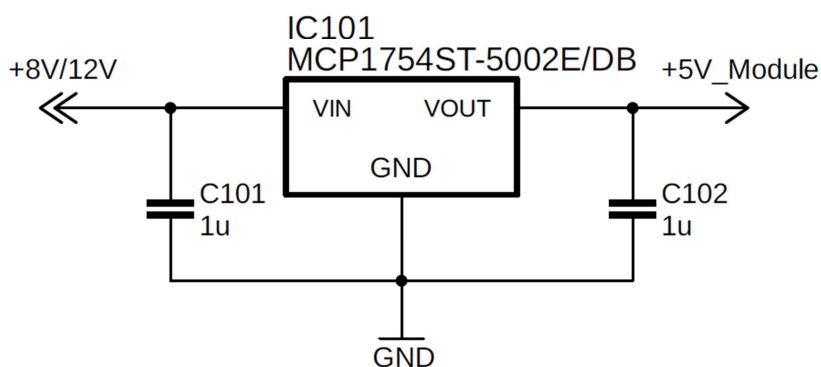 IC101
MCP1754ST-5002E/DB
+8V/12V
+5V_Module
VIN
VOUT
GND
C101
1u
C102
1u
GND